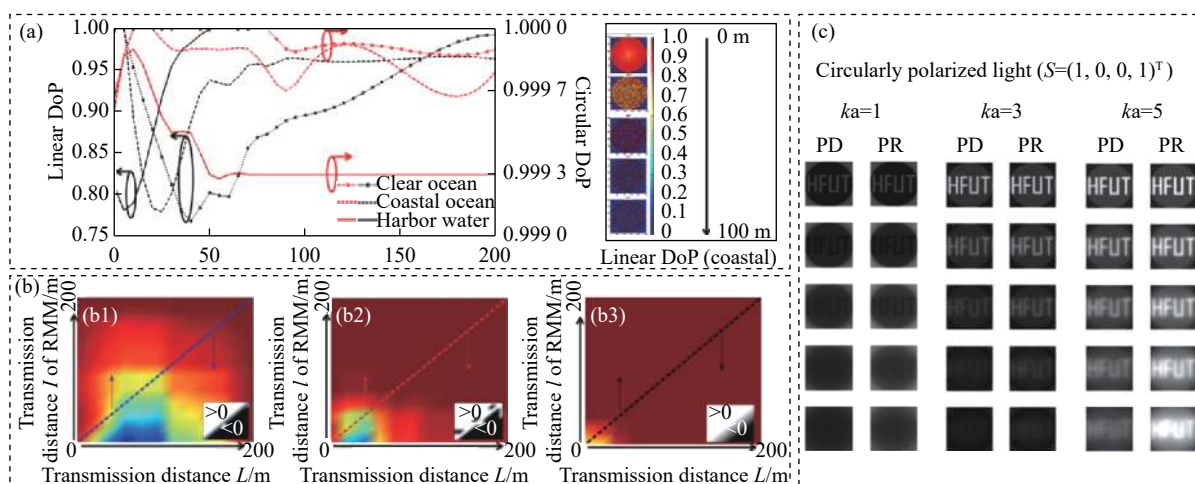 (a)
1.00
0.95
0.90
0.85
0.80
0.75
Linear DoP
0
50
100
150
200
1.000 0
0.999 7
0.999 3
0.999 0
Circular DoP
Clear ocean
Coastal ocean
Harbor water
1.0
0.9
0.8
0.7
0.6
0.5
0.4
0.3
0.2
0.1
0
0 m
100 m
Linear DoP (coastal)
(b)
(b1)
200
Transmission
distance l of RMM/m
>0
<0
0
200
Transmission distance L/m
(b2)
200
Transmission
distance l of RMM/m
>0
<0
0
200
Transmission distance L/m
(b3)
200
Transmission
distance l of RMM/m
>0
<0
0
200
Transmission distance L/m
(c)
Circularly polarized light (S=(1, 0, 0, 1)ᵀ)
ka=1 ka=3 ka=5
PD PR PD PR PD PR
HFUT HFUT HFUT HFUT HFUT HFUT
HFUT HFUT HFUT HFUT HFUT HFUT
HFUT HFUT HFUT HFUT HFUT HFUT
HFUT HFUT
HFUT HFUT